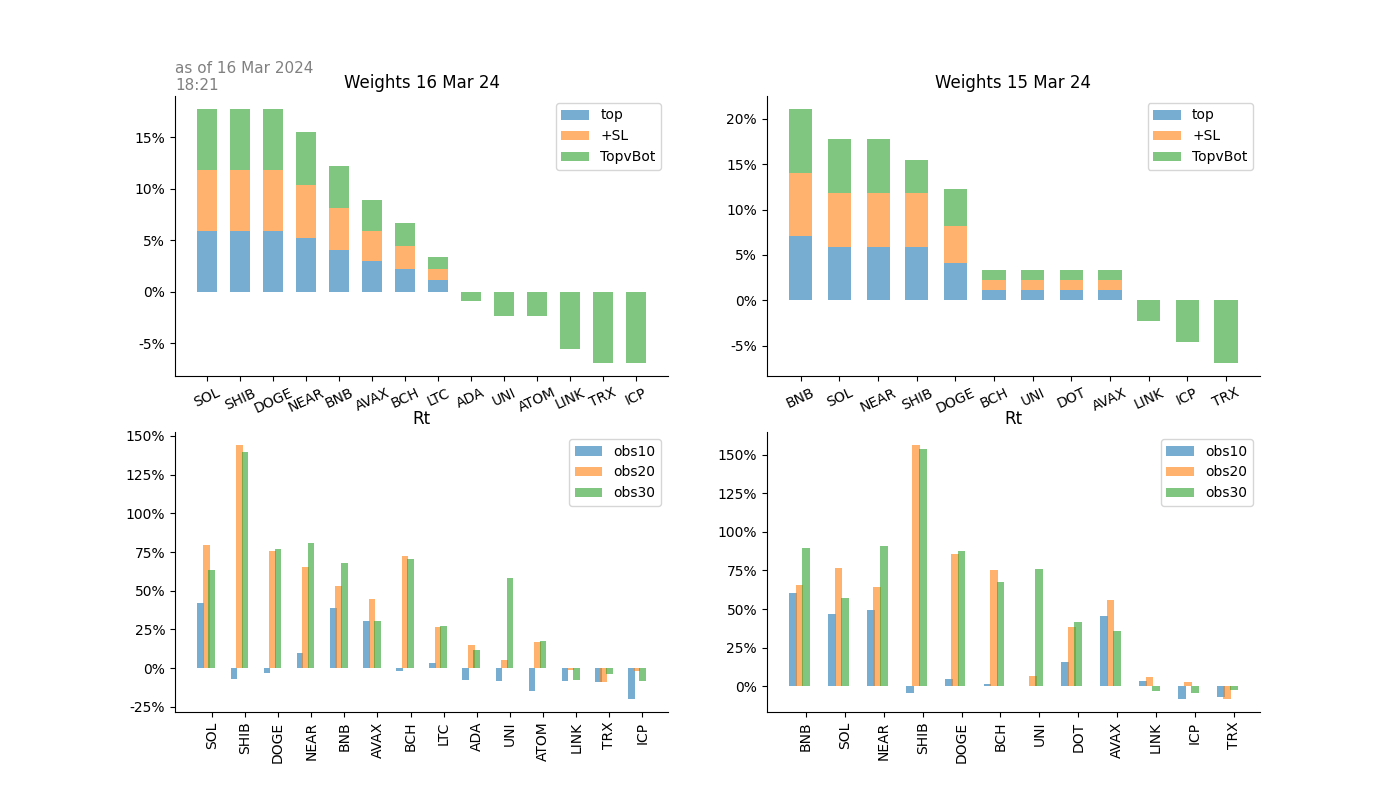 as of 16 Mar 2024
18:21
Weights 16 Mar 24
15%
10%
5%
0%
-5%
top
+SL
TopvBot
SOL SHIB DOGE NEAR BNB AVAX BCH LTC ADA UNI ATOM LINK TRX ICP
Weights 15 Mar 24
20%
15%
10%
5%
0%
-5%
top
+SL
TopvBot
BNB SOL NEAR SHIB DOGE BCH UNI DOT AVAX LINK ICP TRX
Rt
150%
125%
100%
75%
50%
25%
0%
-25%
obs10
obs20
obs30
SOL SHIB DOGE NEAR BNB AVAX BCH LTC ADA UNI ATOM LINK TRX ICP
Rt
150%
125%
100%
75%
50%
25%
0%
obs10
obs20
obs30
BNB SOL NEAR SHIB DOGE BCH UNI DOT AVAX LINK ICP TRX